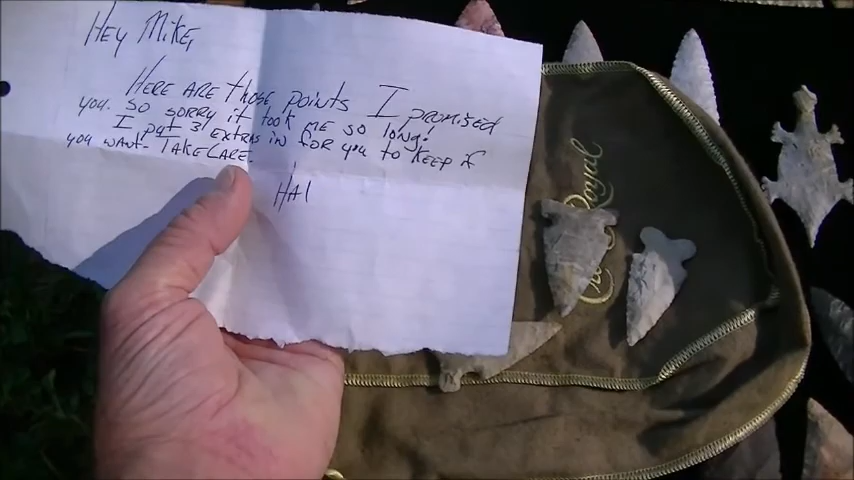 Hey Mike,
Here are those points I promised
you. So sorry it took me so long!
I put 3 extras in for you to keep if
you want - Take Care.
Hal
Royal